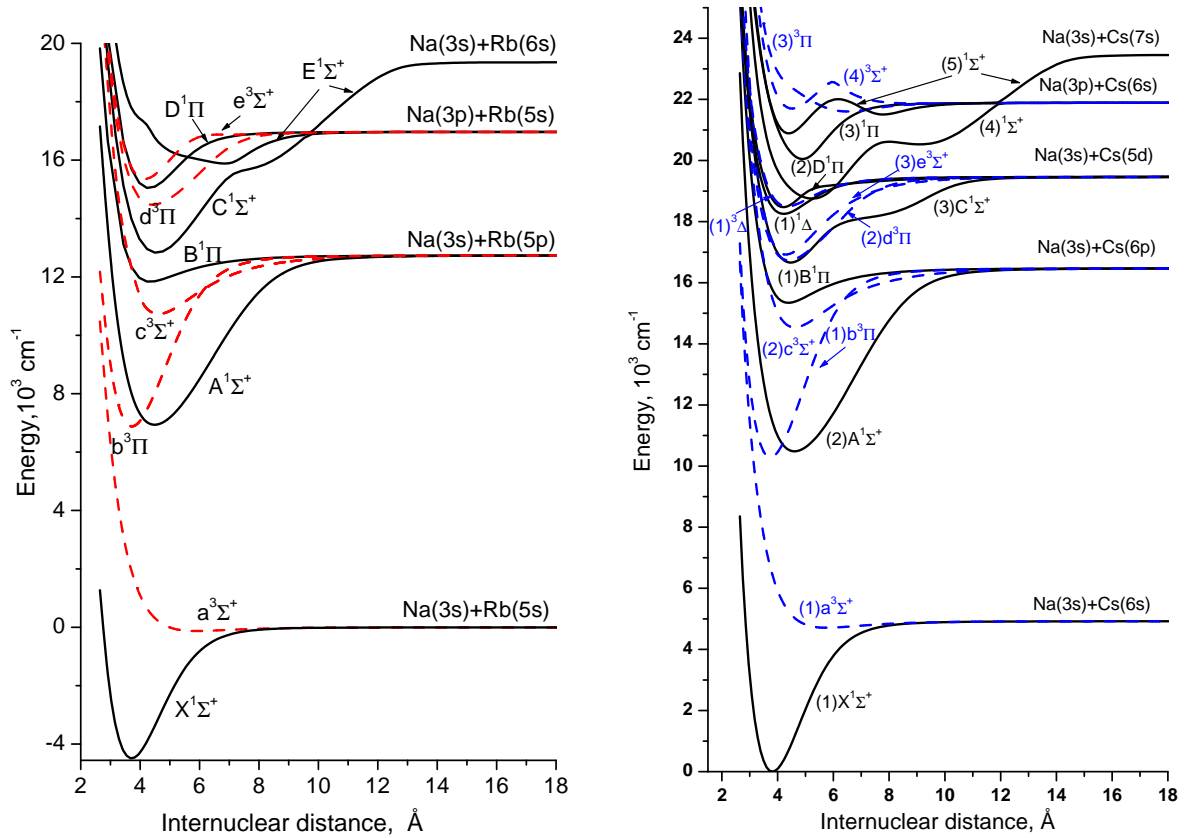 20
16
12
8
4
0
-4
2 4 6 8 10 12 14 16 18
Energy,10³ cm⁻¹
Internuclear distance, Å
Na(3s)+Rb(6s)
E¹Σ⁺
D¹Π
e³Σ⁺
Na(3p)+Rb(5s)
d³Π
C¹Σ⁺
Na(3s)+Rb(5p)
B¹Π
c³Σ⁺
A¹Σ⁺
b³Π
Na(3s)+Rb(5s)
a³Σ⁺
X¹Σ⁺
24
22
20
18
16
14
12
10
8
6
4
2
0
2 4 6 8 10 12 14 16 18
Energy, 10³ cm⁻¹
Internuclear distance, Å
(3)³Π
Na(3s)+Cs(7s)
(5)¹Σ⁺
(4)³Σ⁺
Na(3p)+Cs(6s)
(3)¹Π
(4)¹Σ⁺
(2)D¹Π
(3)e³Σ⁺
Na(3s)+Cs(5d)
(1)³Δ
(1)¹Δ
(3)C¹Σ⁺
(2)d³Π
Na(3s)+Cs(6p)
(1)B¹Π
(1)b³Π
(2)c³Σ⁺
(2)A¹Σ⁺
Na(3s)+Cs(6s)
(1)a³Σ⁺
(1)X¹Σ⁺